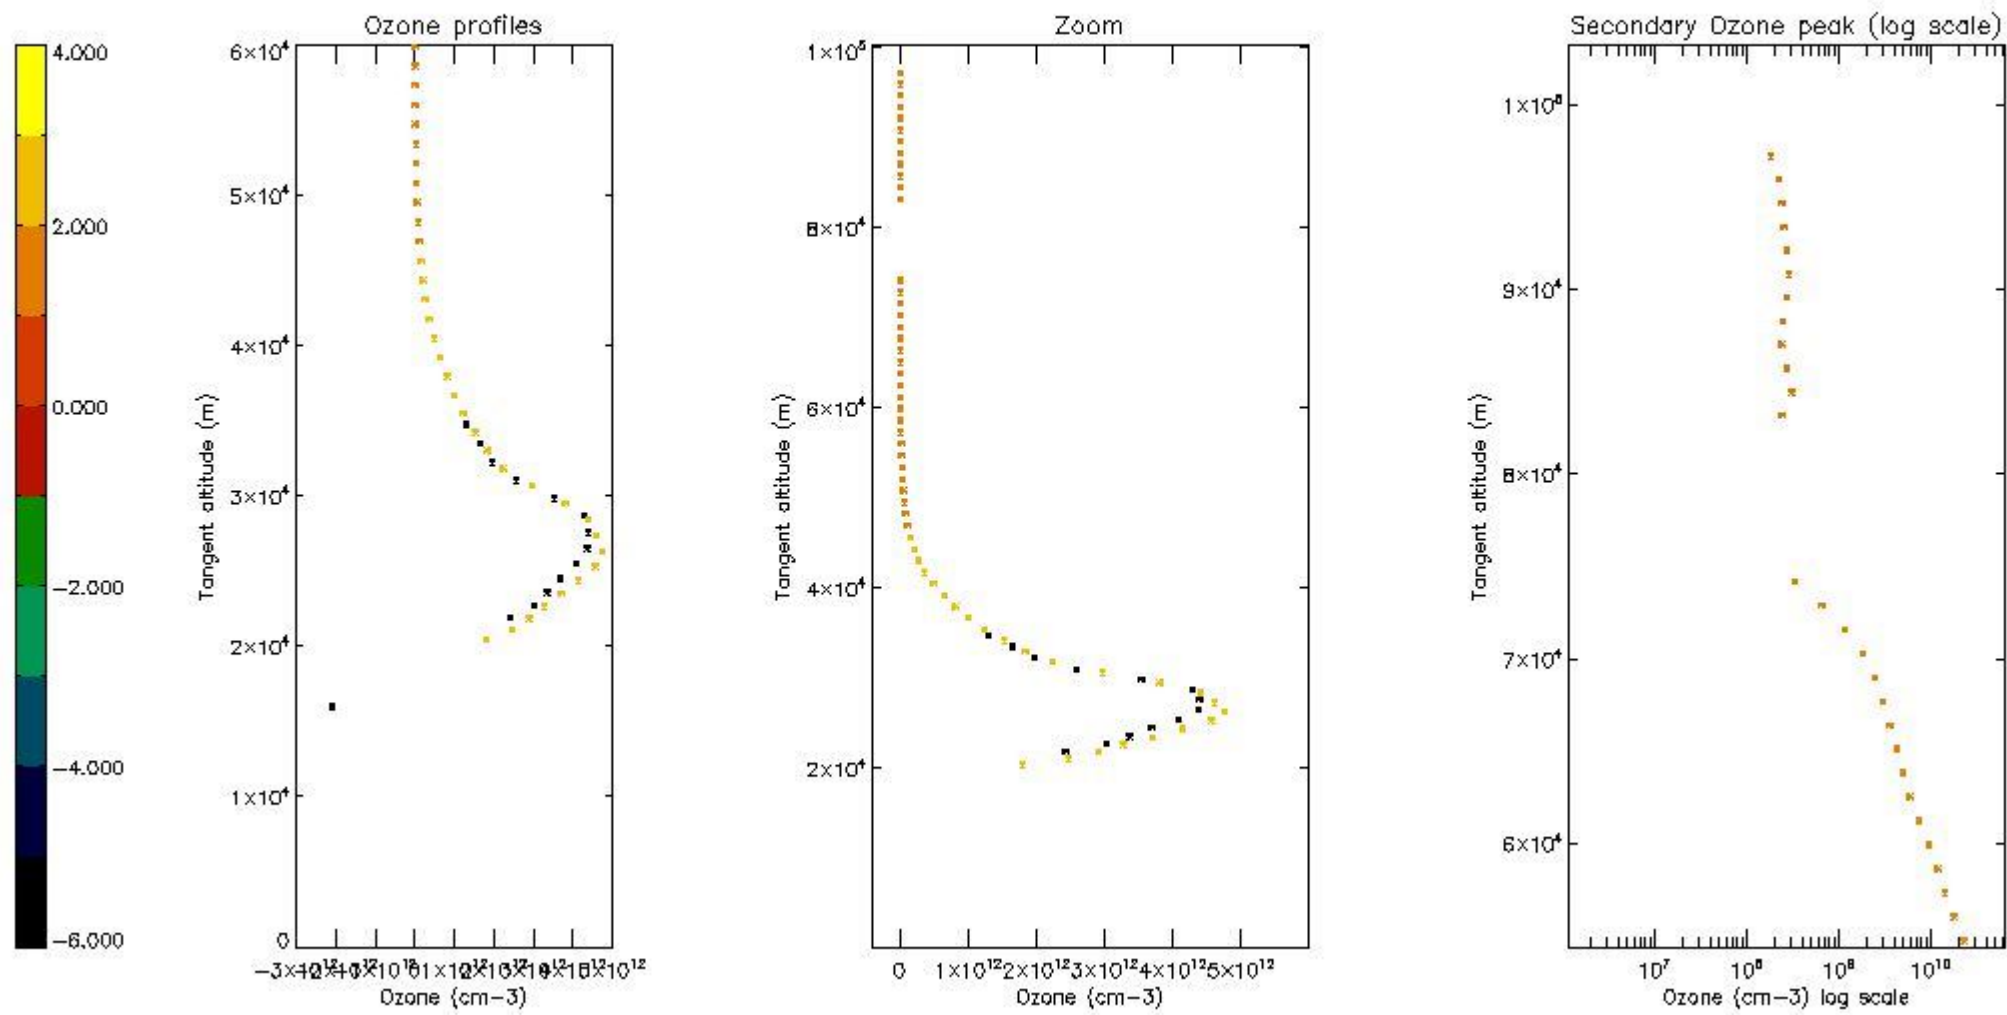 Ozone profiles
Zoom
Secondary Ozone peak (log scale)
4.000
2.000
0.000
−2.000
−4.000
−6.000
6×10⁴
5×10⁴
4×10⁴
3×10⁴
2×10⁴
1×10⁴
0
Tangent altitude (m)
Ozone (cm−3)
1×10⁵
8×10⁴
6×10⁴
4×10⁴
2×10⁴
Tangent altitude (m)
0 1×10¹² 2×10¹² 3×10¹² 4×10¹² 5×10¹²
Ozone (cm−3)
9×10⁴
8×10⁴
7×10⁴
6×10⁴
Tangent altitude (m)
10⁷ 10⁸ 10⁹ 10¹⁰
Ozone (cm−3) log scale